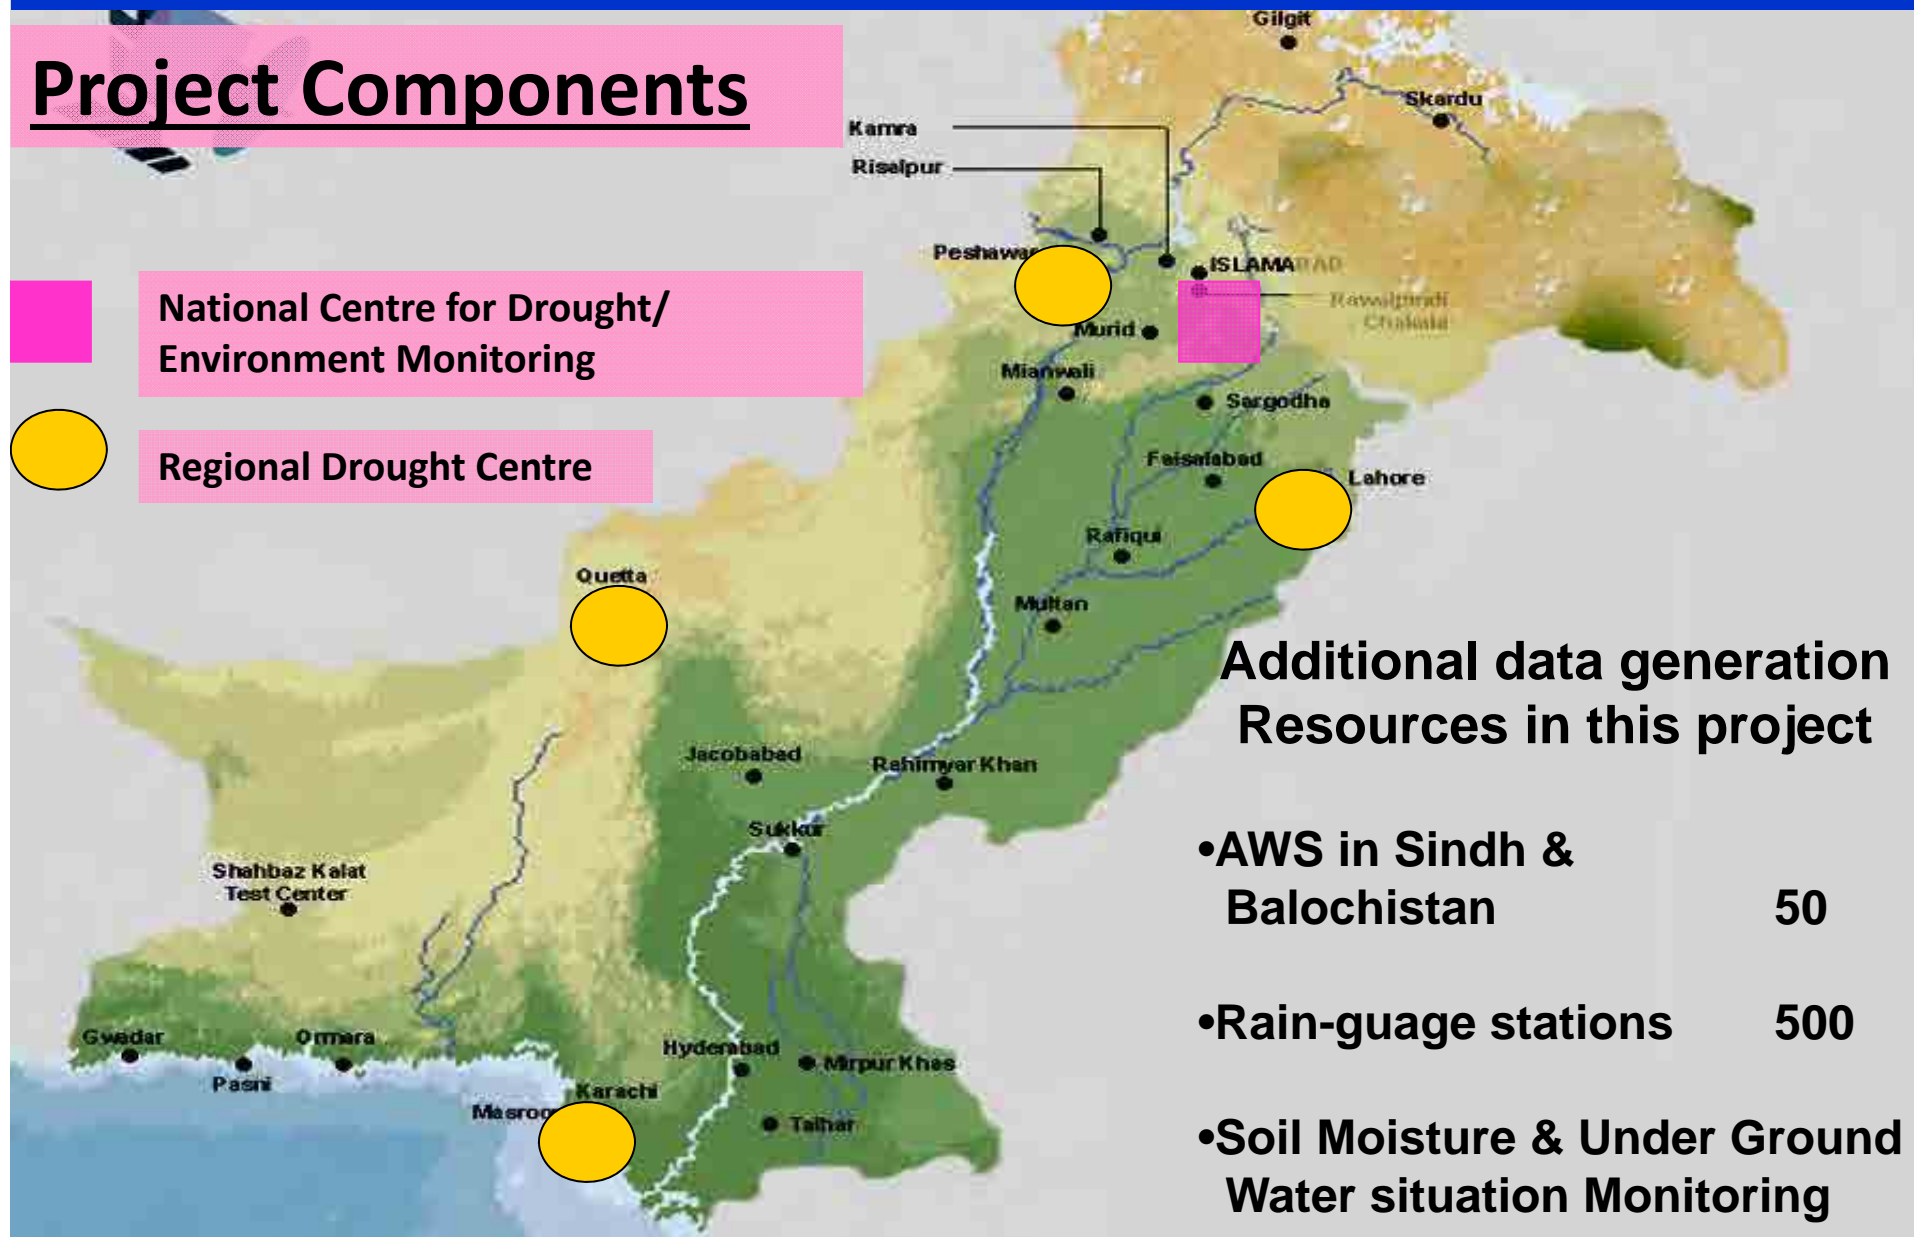 Project Components
National Centre for Drought/
Environment Monitoring
Regional Drought Centre
Gilgit
Skardu
Kamra
Risalpur
Peshawar
ISLAMABAD
Rawalpindi
Chaklala
Murid
Mianwali
Sargodha
Faisalabad
Lahore
Rafiqui
Quetta
Multan
Jacobabad
Rahimyar Khan
Sukkur
Shahbaz Kalat
Test Center
Gwadar
Ormara
Pasni
Hyderabad
Mirpur Khas
Karachi
Talhar
Additional data generation
Resources in this project
•AWS in Sindh &
Balochistan 50
•Rain-guage stations 500
•Soil Moisture & Under Ground
Water situation Monitoring